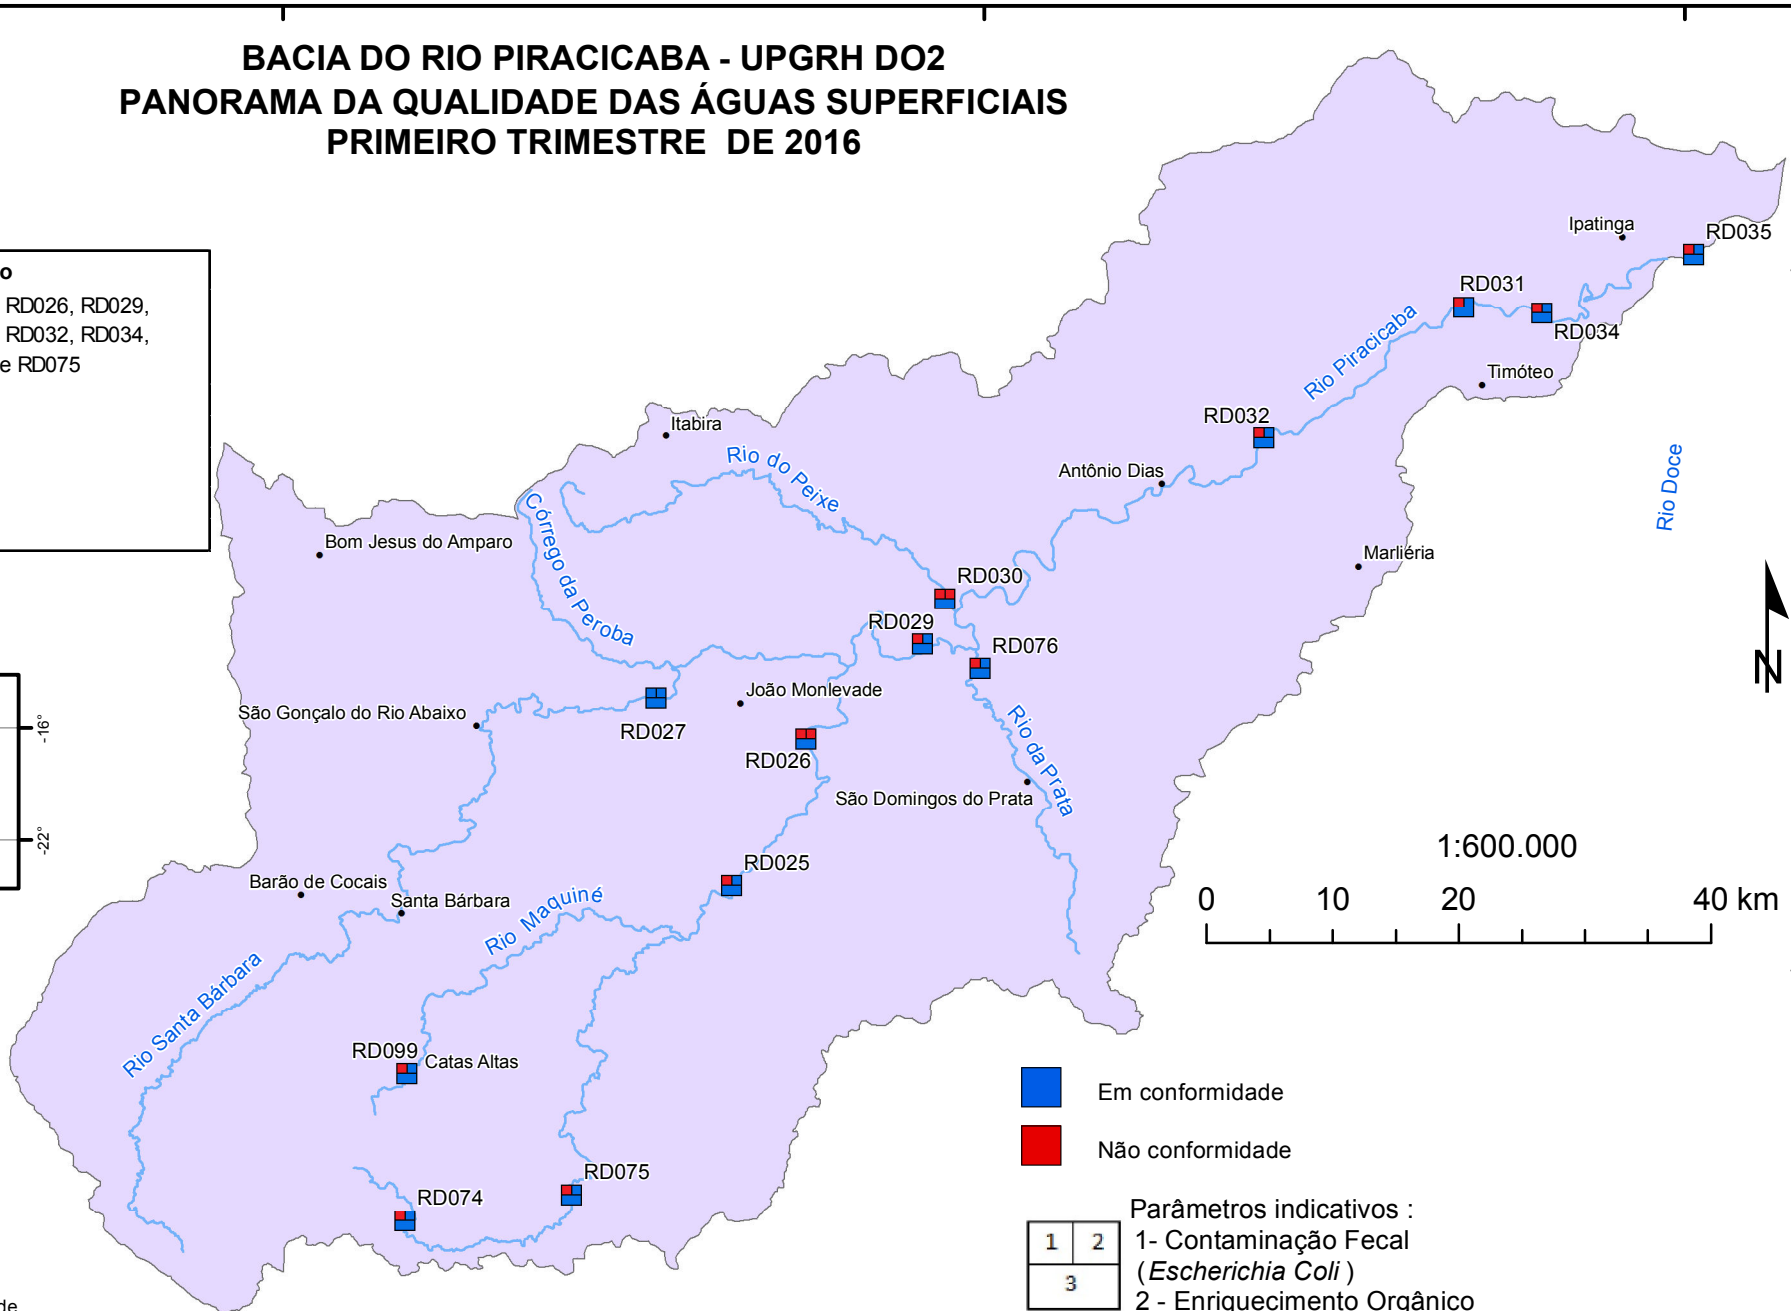 BACIA DO RIO PIRACICABA - UPGRH DO2
PANORAMA DA QUALIDADE DAS ÁGUAS SUPERFICIAIS
PRIMEIRO TRIMESTRE DE 2016
o
RD026, RD029,
RD032, RD034,
e RD075
-16°
-22°
Ipatinga
RD035
RD031
RD034
Rio Piracicaba
Timóteo
RD032
Itabira
Rio do Peixe
Antônio Dias
Rio Doce
Córrego da Peroba
Bom Jesus do Amparo
Marliéria
RD030
RD029
RD076
N
João Monlevade
São Gonçalo do Rio Abaixo
RD027
RD026
Rio da Prata
São Domingos do Prata
1:600.000
RD025
Barão de Cocais
Santa Bárbara
Rio Maquiné
0 10 20 40 km
Rio Santa Bárbara
RD099
Catas Altas
Em conformidade
Não conformidade
RD075
RD074
Parâmetros indicativos :
1 2
3
1- Contaminação Fecal
(Escherichia Coli )
2 - Enriquecimento Orgânico
de